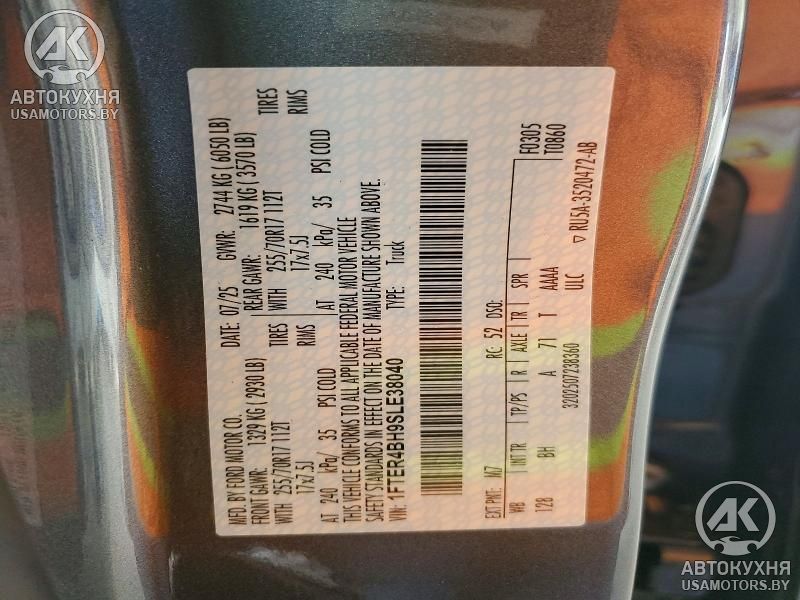 АК
АВТОКУХНЯ
USAMOTORS.BY
MFD. BY FORD MOTOR CO.
DATE: 07/25 GVWR: 2744 KG ( 6050 LB)
FRONT GAWR: 1329 KG ( 2930 LB) REAR GAWR: 1619 KG ( 3570 LB)
WITH 255/70R17 112T TIRES WITH 255/70R17 112T TIRES
17x7.5J RIMS 17x7.5J RIMS
AT 240 kPa/ 35 PSI COLD AT 240 kPa/ 35 PSI COLD
THIS VEHICLE CONFORMS TO ALL APPLICABLE FEDERAL MOTOR VEHICLE
SAFETY STANDARDS IN EFFECT ON THE DATE OF MANUFACTURE SHOWN ABOVE.
VIN: 1FTER4BH9SLE38040 TYPE: Truck
F0305
T0860
EXT PNT: M7 RC: 52 DSO:
WB INT TR TP/PS R AXLE TR SPR
128 BH A 71 T AAAA
ULC
3202507238360 ▽ RU5A-3520472-AB
АК
АВТОКУХНЯ
USAMOTORS.BY